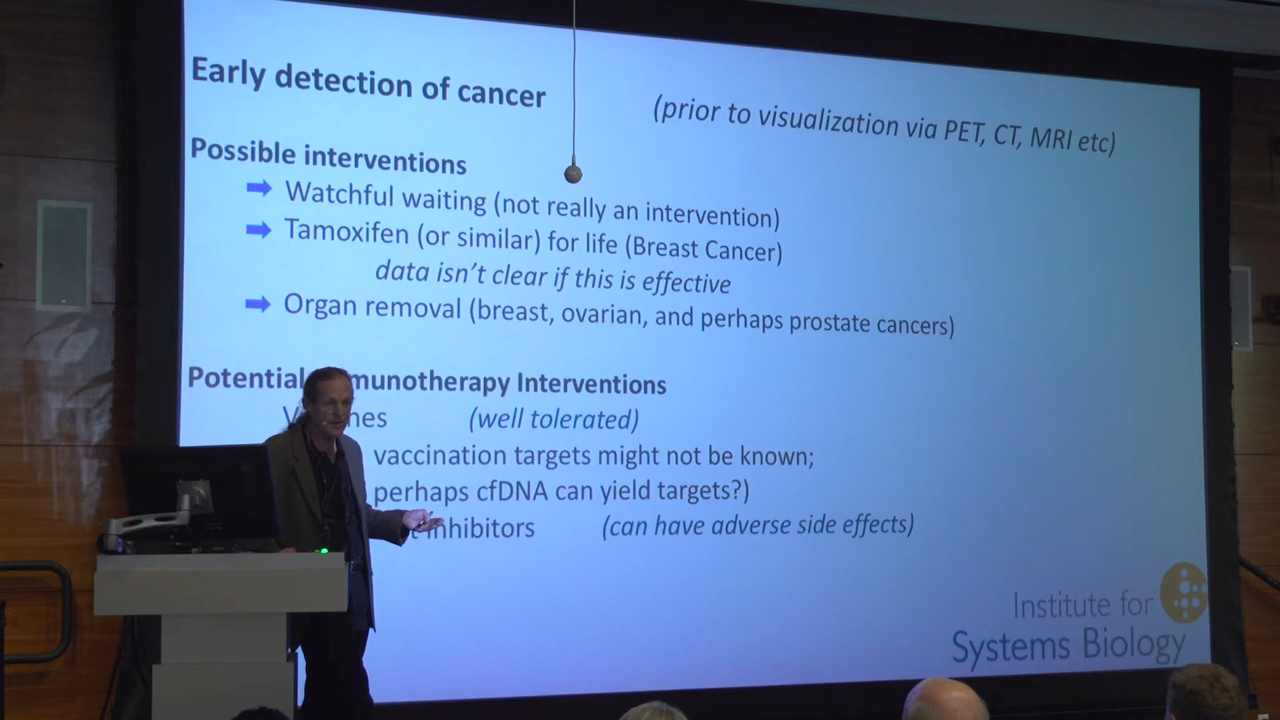 Early detection of cancer
(prior to visualization via PET, CT, MRI etc)
Possible interventions
Watchful waiting (not really an intervention)
Tamoxifen (or similar) for life (Breast Cancer)
data isn't clear if this is effective
Organ removal (breast, ovarian, and perhaps prostate cancers)
Potential Interventions
(well tolerated)
vaccination targets might not be known;
perhaps cfDNA can yield targets?)
inhibitors (can have adverse side effects)
Institute for
Systems Biology